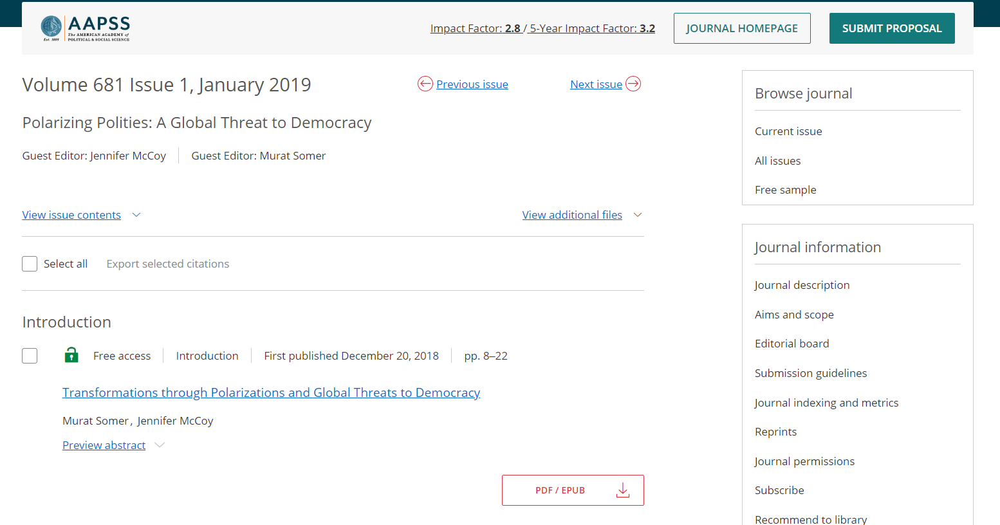 AAPSS
The AMERICAN ACADEMY of
Est. 1889 POLITICAL & SOCIAL SCIENCE
Impact Factor: 2.8 / 5-Year Impact Factor: 3.2
JOURNAL HOMEPAGE
SUBMIT PROPOSAL
Volume 681 Issue 1, January 2019
Previous issue
Next issue
Polarizing Polities: A Global Threat to Democracy
Guest Editor: Jennifer McCoy
Guest Editor: Murat Somer
View issue contents
View additional files
Select all
Export selected citations
Introduction
Free access
Introduction
First published December 20, 2018
pp. 8–22
Transformations through Polarizations and Global Threats to Democracy
Murat Somer, Jennifer McCoy
Preview abstract
PDF / EPUB
Browse journal
Current issue
All issues
Free sample
Journal information
Journal description
Aims and scope
Editorial board
Submission guidelines
Journal indexing and metrics
Reprints
Journal permissions
Subscribe
Recommend to library